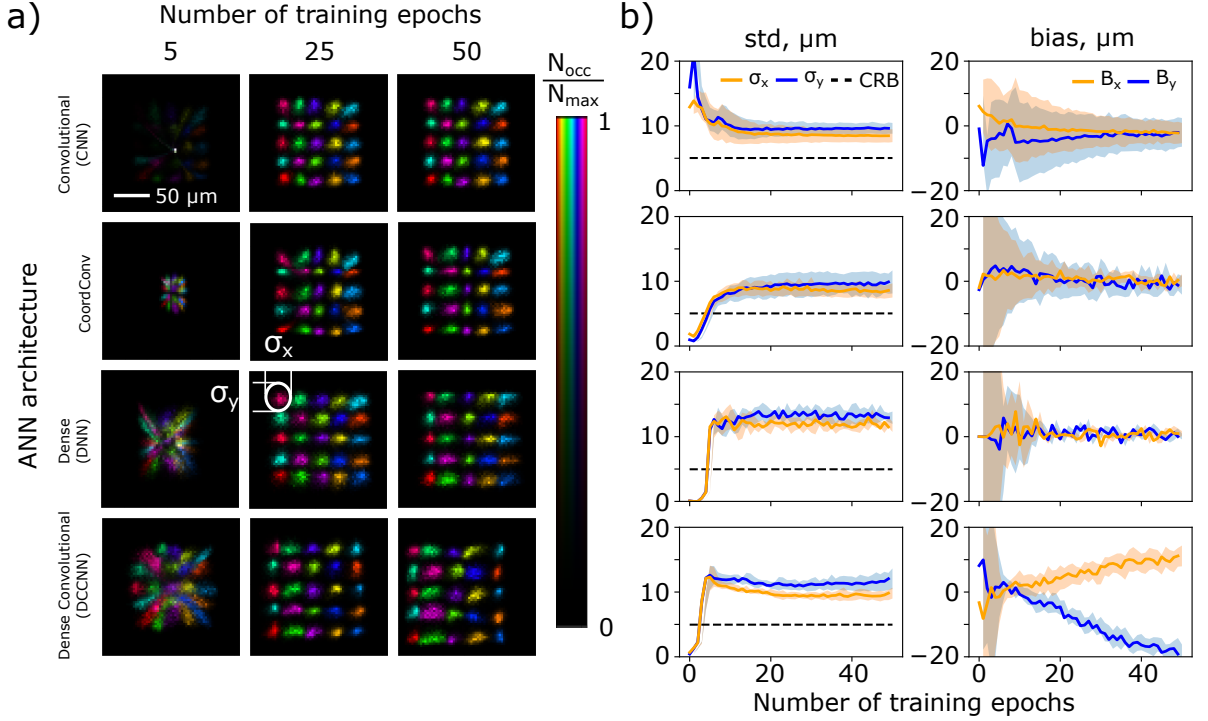 a)
Number of training epochs
5 25 50
ANN architecture
Convolutional
(CNN)
CoordConv
Dense
(DNN)
Dense Convolutional
(DCCNN)
50 µm
σx
σy
Nocc
Nmax
1
0
b)
std, µm
bias, µm
σx σy CRB
Bx By
20
10
0
20
0
−20
20
10
0
20
0
−20
20
10
0
20
0
−20
20
10
0
20
0
−20
0 20 40
0 20 40
Number of training epochs